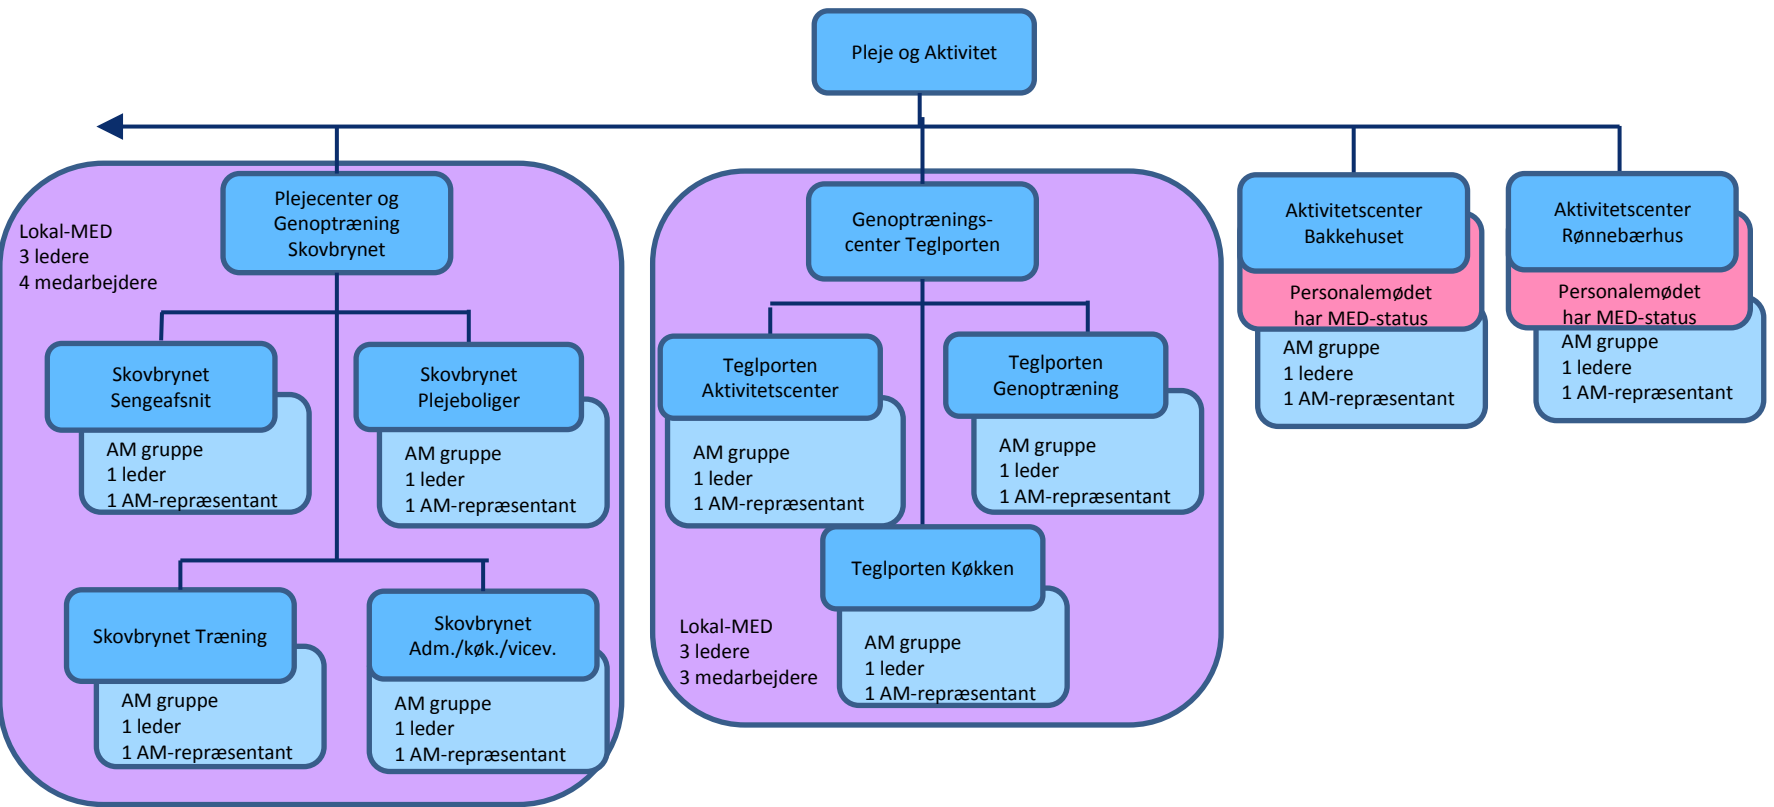 Pleje og Aktivitet
Lokal-MED
3 ledere
4 medarbejdere
Plejecenter og
Genoptræning
Skovbrynet
Skovbrynet
Sengeafsnit
AM gruppe
1 leder
1 AM-repræsentant
Skovbrynet
Plejeboliger
AM gruppe
1 leder
1 AM-repræsentant
Skovbrynet Træning
AM gruppe
1 leder
1 AM-repræsentant
Skovbrynet
Adm./køk./vicev.
AM gruppe
1 leder
1 AM-repræsentant
Genoptrænings-
center Teglporten
Teglporten
Aktivitetscenter
AM gruppe
1 leder
1 AM-repræsentant
Teglporten
Genoptræning
AM gruppe
1 leder
1 AM-repræsentant
Teglporten Køkken
AM gruppe
1 leder
1 AM-repræsentant
Lokal-MED
3 ledere
3 medarbejdere
Aktivitetscenter
Bakkehuset
Personalemødet
har MED-status
AM gruppe
1 ledere
1 AM-repræsentant
Aktivitetscenter
Rønnebærhus
Personalemødet
har MED-status
AM gruppe
1 ledere
1 AM-repræsentant